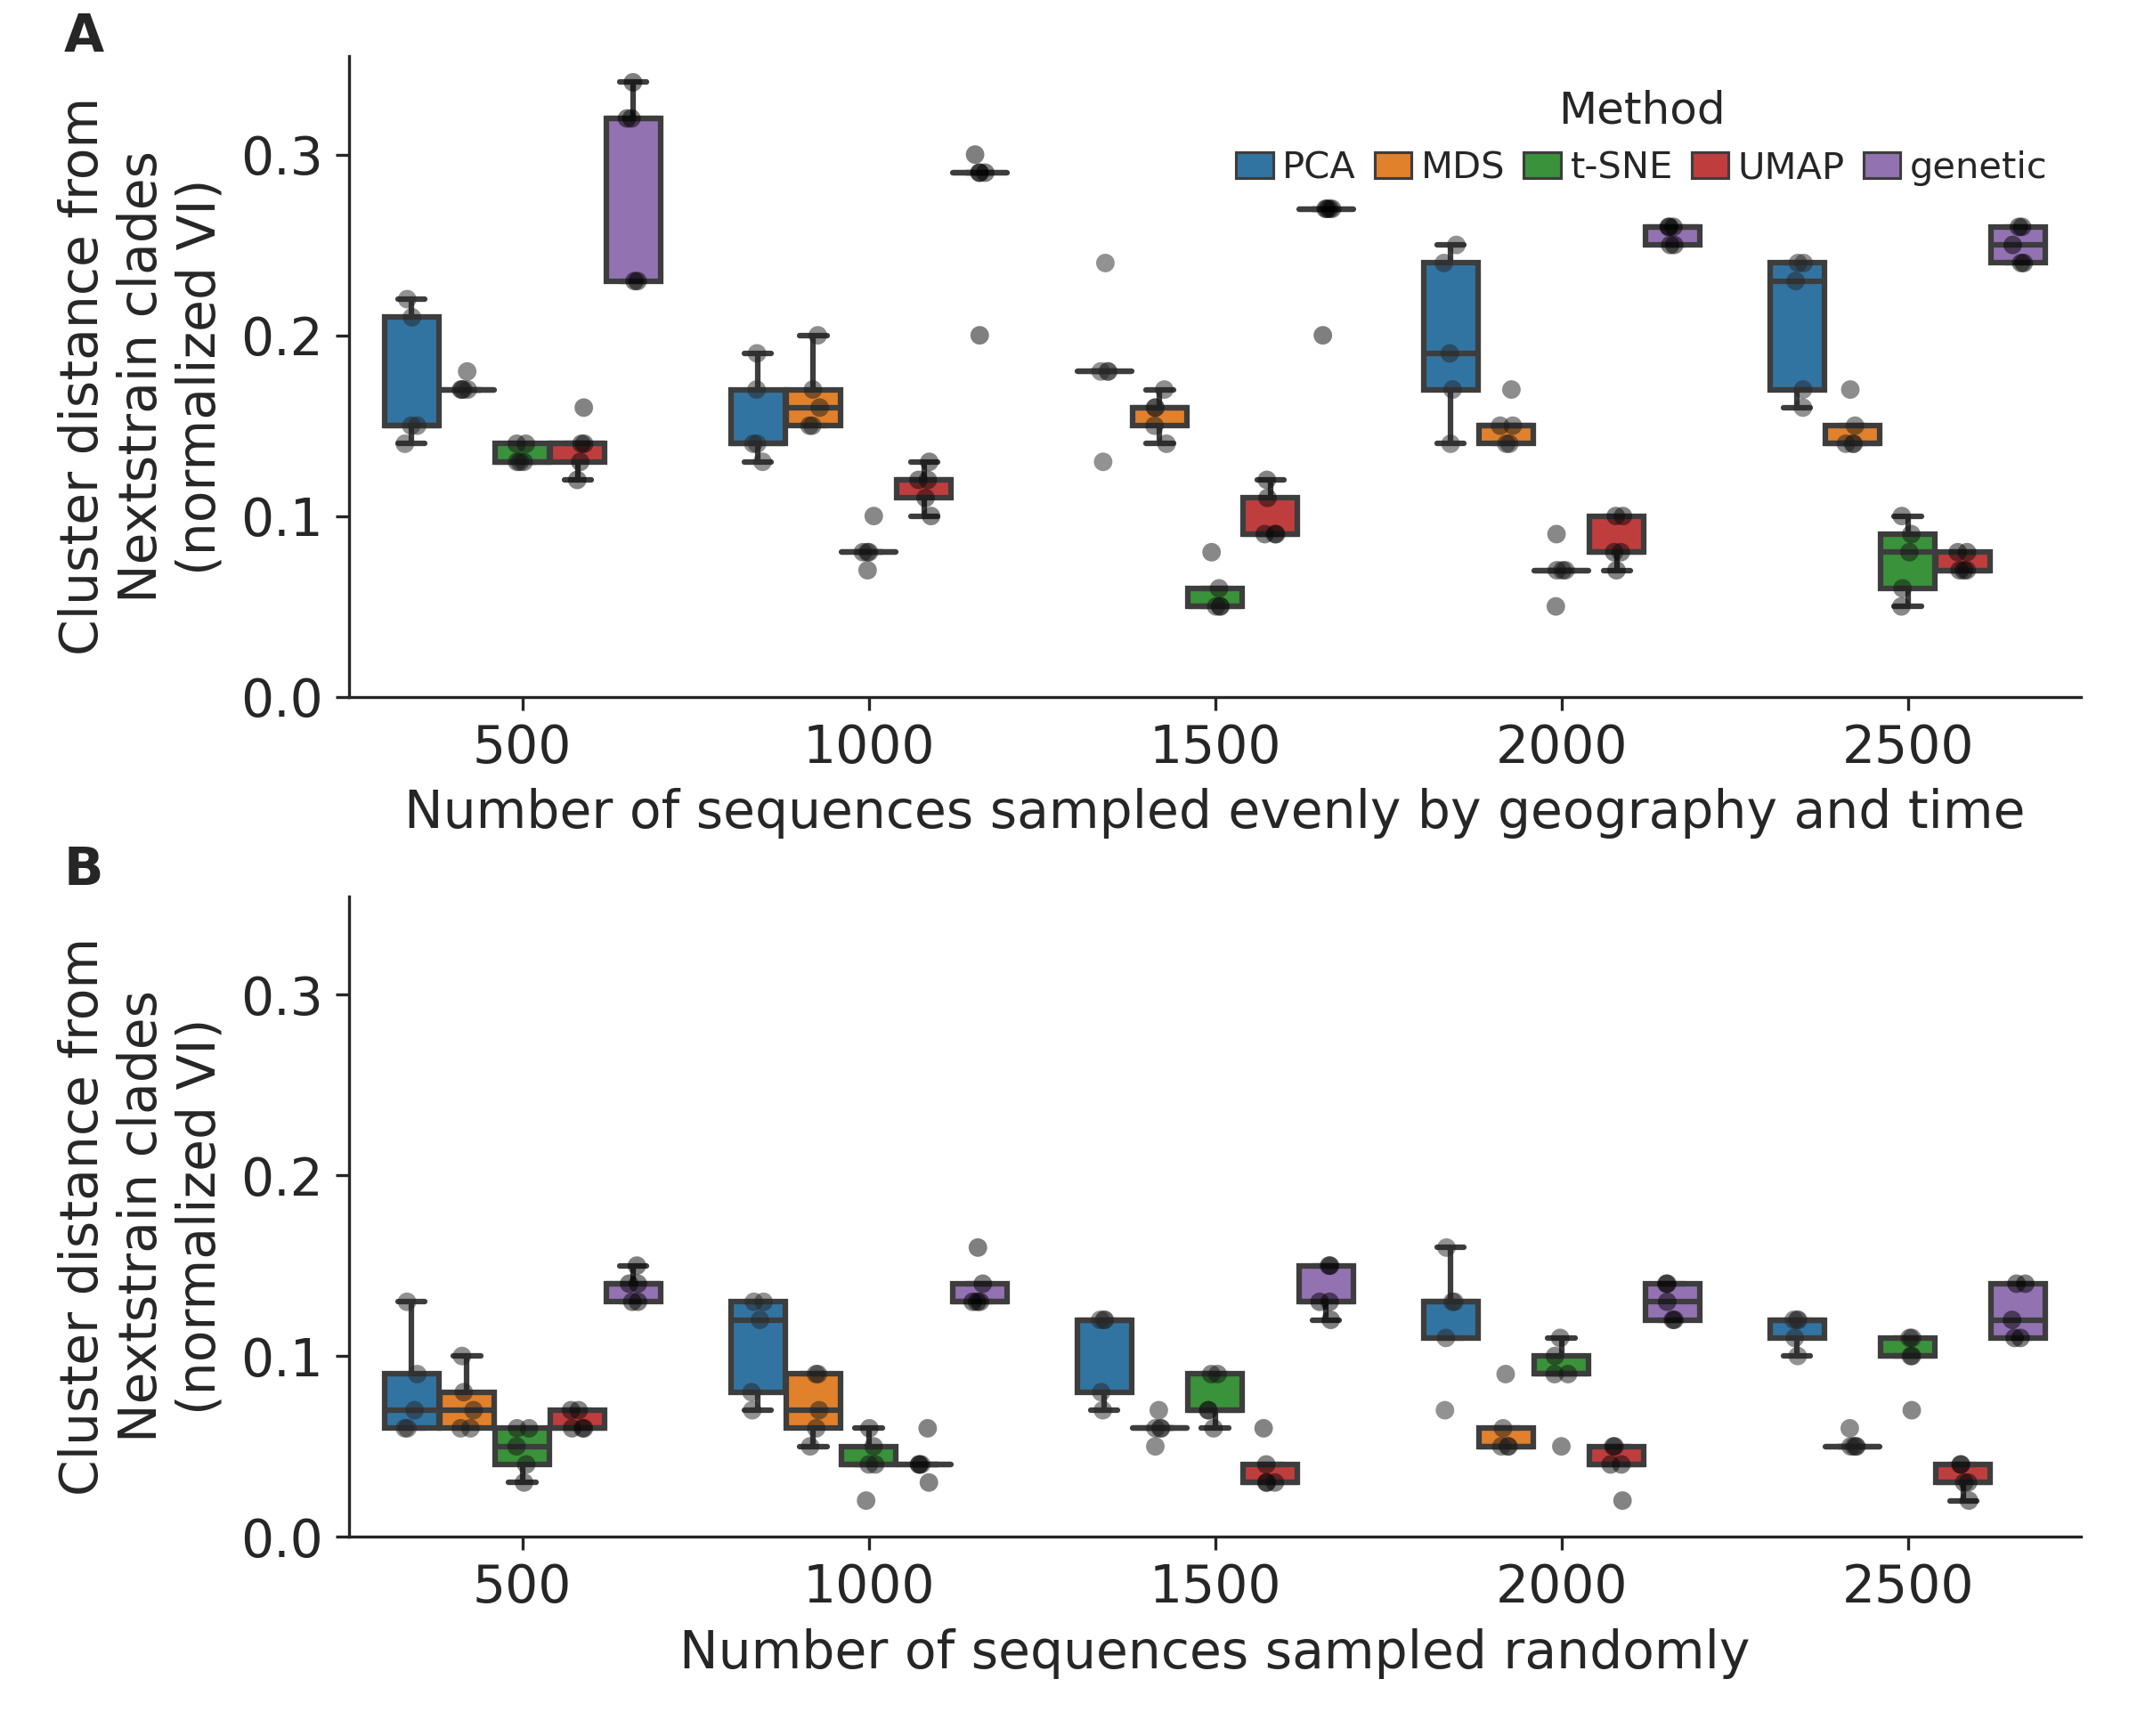 A
Cluster distance from
Nextstrain clades
(normalized VI)
0.3
0.2
0.1
0.0
Method
PCA MDS t-SNE UMAP genetic
500 1000 1500 2000 2500
Number of sequences sampled evenly by geography and time
B
Cluster distance from
Nextstrain clades
(normalized VI)
0.3
0.2
0.1
0.0
500 1000 1500 2000 2500
Number of sequences sampled randomly